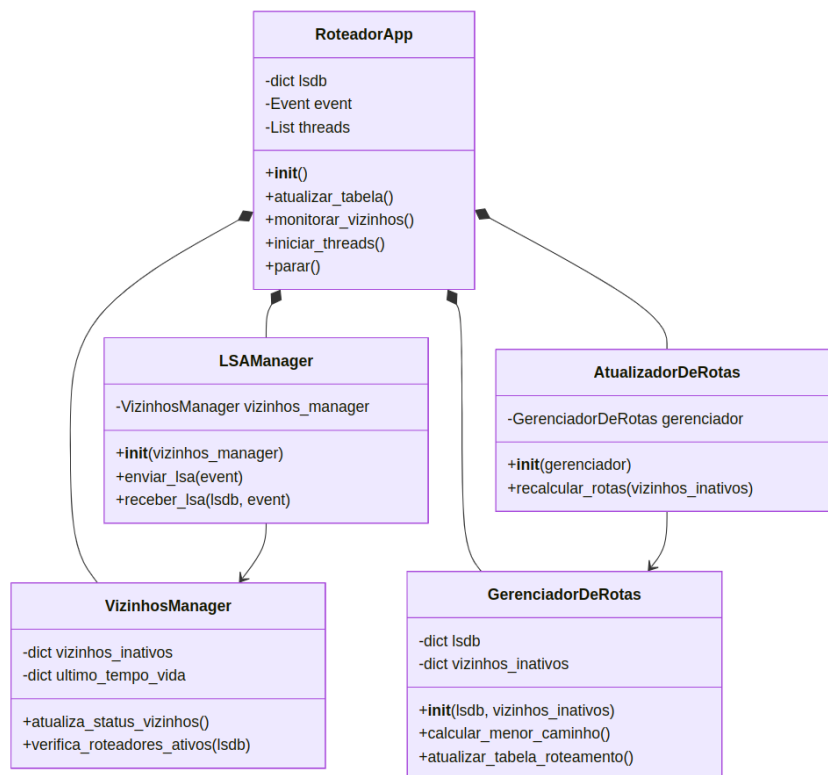 RoteadorApp
-dict lsdb
-Event event
-List threads
+init()
+atualizar_tabela()
+monitorar_vizinhos()
+iniciar_threads()
+parar()
LSAManager
-VizinhosManager vizinhos_manager
+init(vizinhos_manager)
+enviar_lsa(event)
+receber_lsa(lsdb, event)
AtualizadorDeRotas
-GerenciadorDeRotas gerenciador
+init(gerenciador)
+recalcular_rotas(vizinhos_inativos)
VizinhosManager
-dict vizinhos_inativos
-dict ultimo_tempo_vida
+atualiza_status_vizinhos()
+verifica_roteadores_ativos(lsdb)
GerenciadorDeRotas
-dict lsdb
-dict vizinhos_inativos
+init(lsdb, vizinhos_inativos)
+calcular_menor_caminho()
+atualizar_tabela_roteamento()